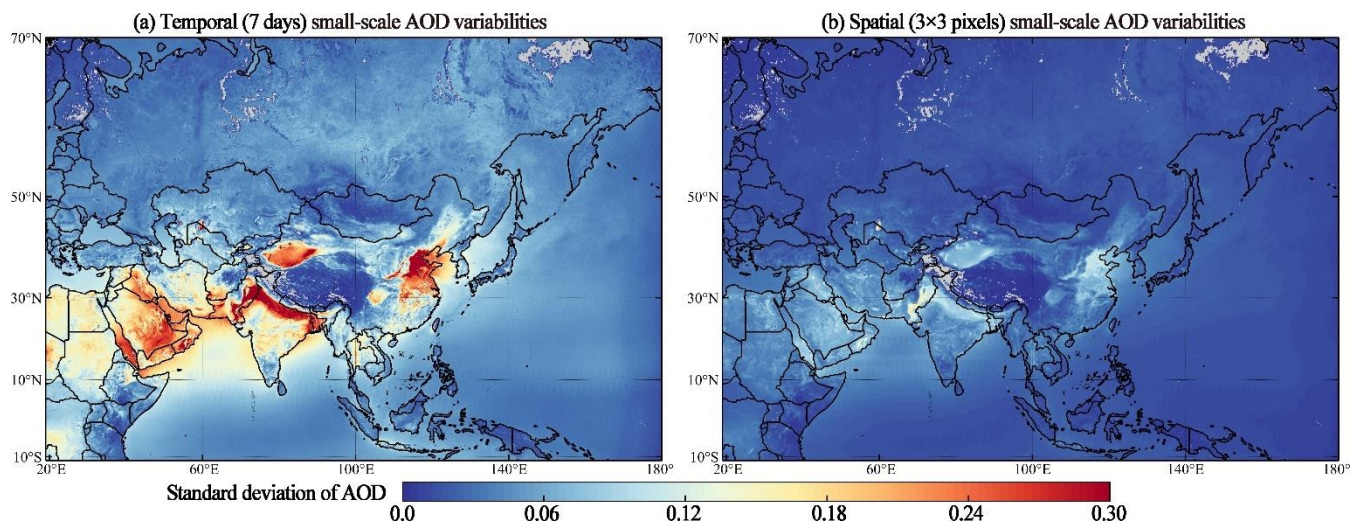 (a) Temporal (7 days) small-scale AOD variabilities
(b) Spatial (3×3 pixels) small-scale AOD variabilities
70°N
50°N
30°N
10°N
10°S
20°E
60°E
100°E
140°E
180°
70°N
50°N
30°N
10°N
10°S
20°E
60°E
100°E
140°E
180°
Standard deviation of AOD
0.0
0.06
0.12
0.18
0.24
0.30